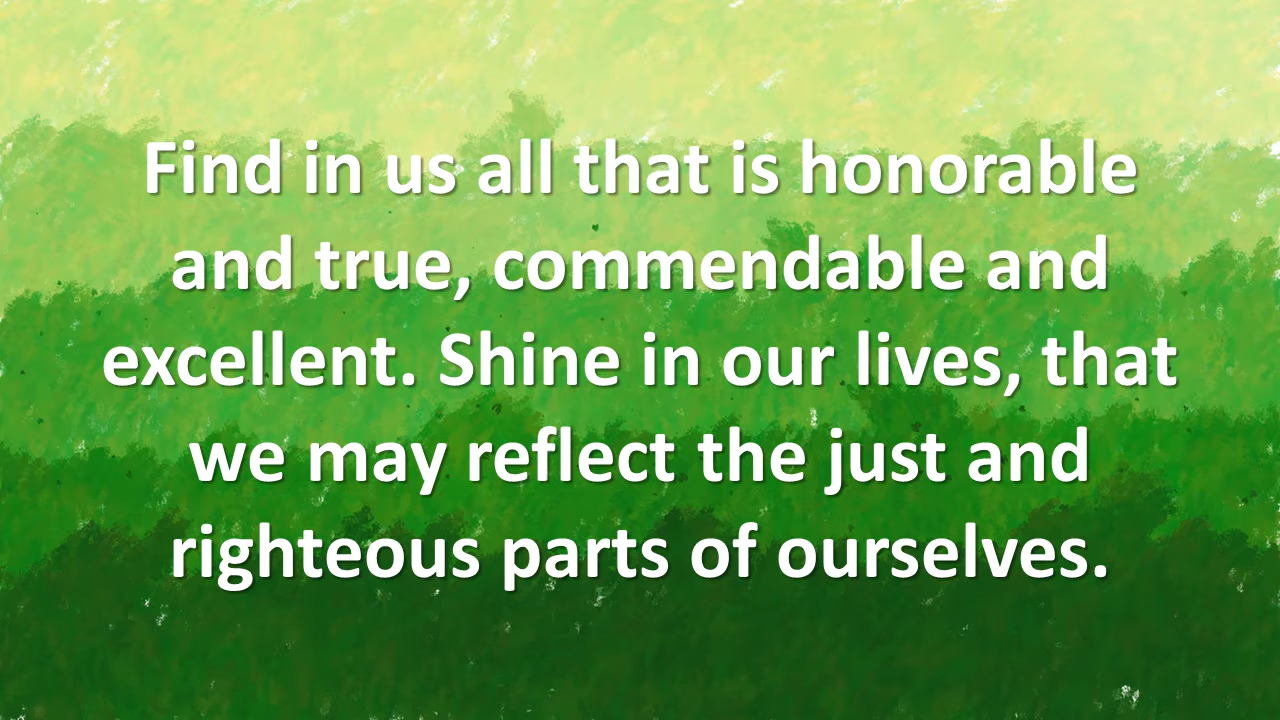 Find in us all that is honorable
and true, commendable and
excellent. Shine in our lives, that
we may reflect the just and
righteous parts of ourselves.